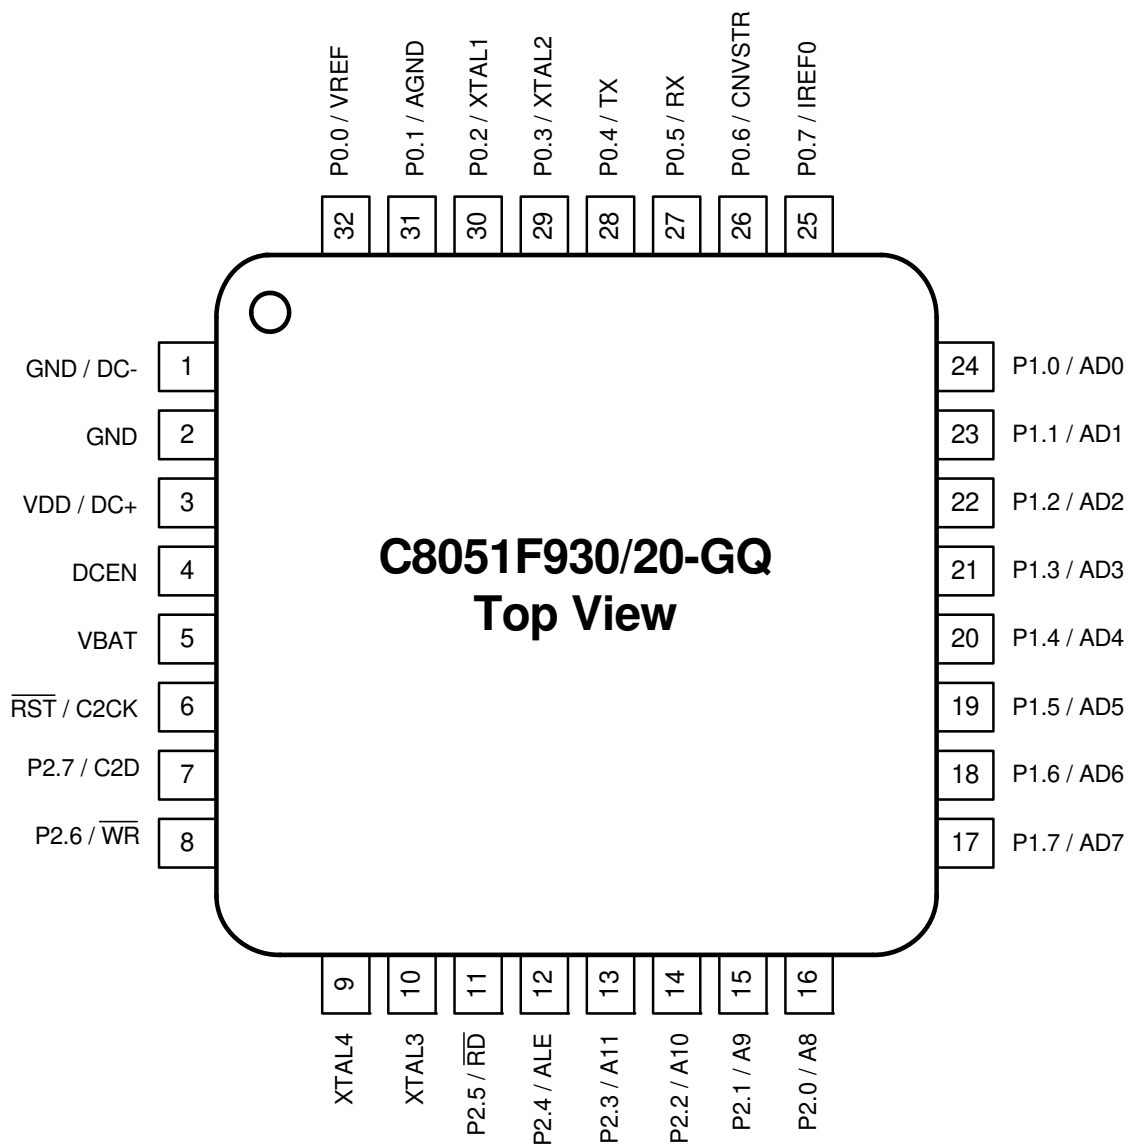 P0.0 / VREF
P0.1 / AGND
P0.2 / XTAL1
P0.3 / XTAL2
P0.4 / TX
P0.5 / RX
P0.6 / CNVSTR
P0.7 / IREF0
32
31
30
29
28
27
26
25
GND / DC- 1
GND 2
VDD / DC+ 3
DCEN 4
VBAT 5
R̅S̅T̅ / C2CK 6
P2.7 / C2D 7
P2.6 / W̅R̅ 8
C8051F930/20-GQ
Top View
24 P1.0 / AD0
23 P1.1 / AD1
22 P1.2 / AD2
21 P1.3 / AD3
20 P1.4 / AD4
19 P1.5 / AD5
18 P1.6 / AD6
17 P1.7 / AD7
9
10
11
12
13
14
15
16
XTAL4
XTAL3
P2.5 / R̅D̅
P2.4 / ALE
P2.3 / A11
P2.2 / A10
P2.1 / A9
P2.0 / A8